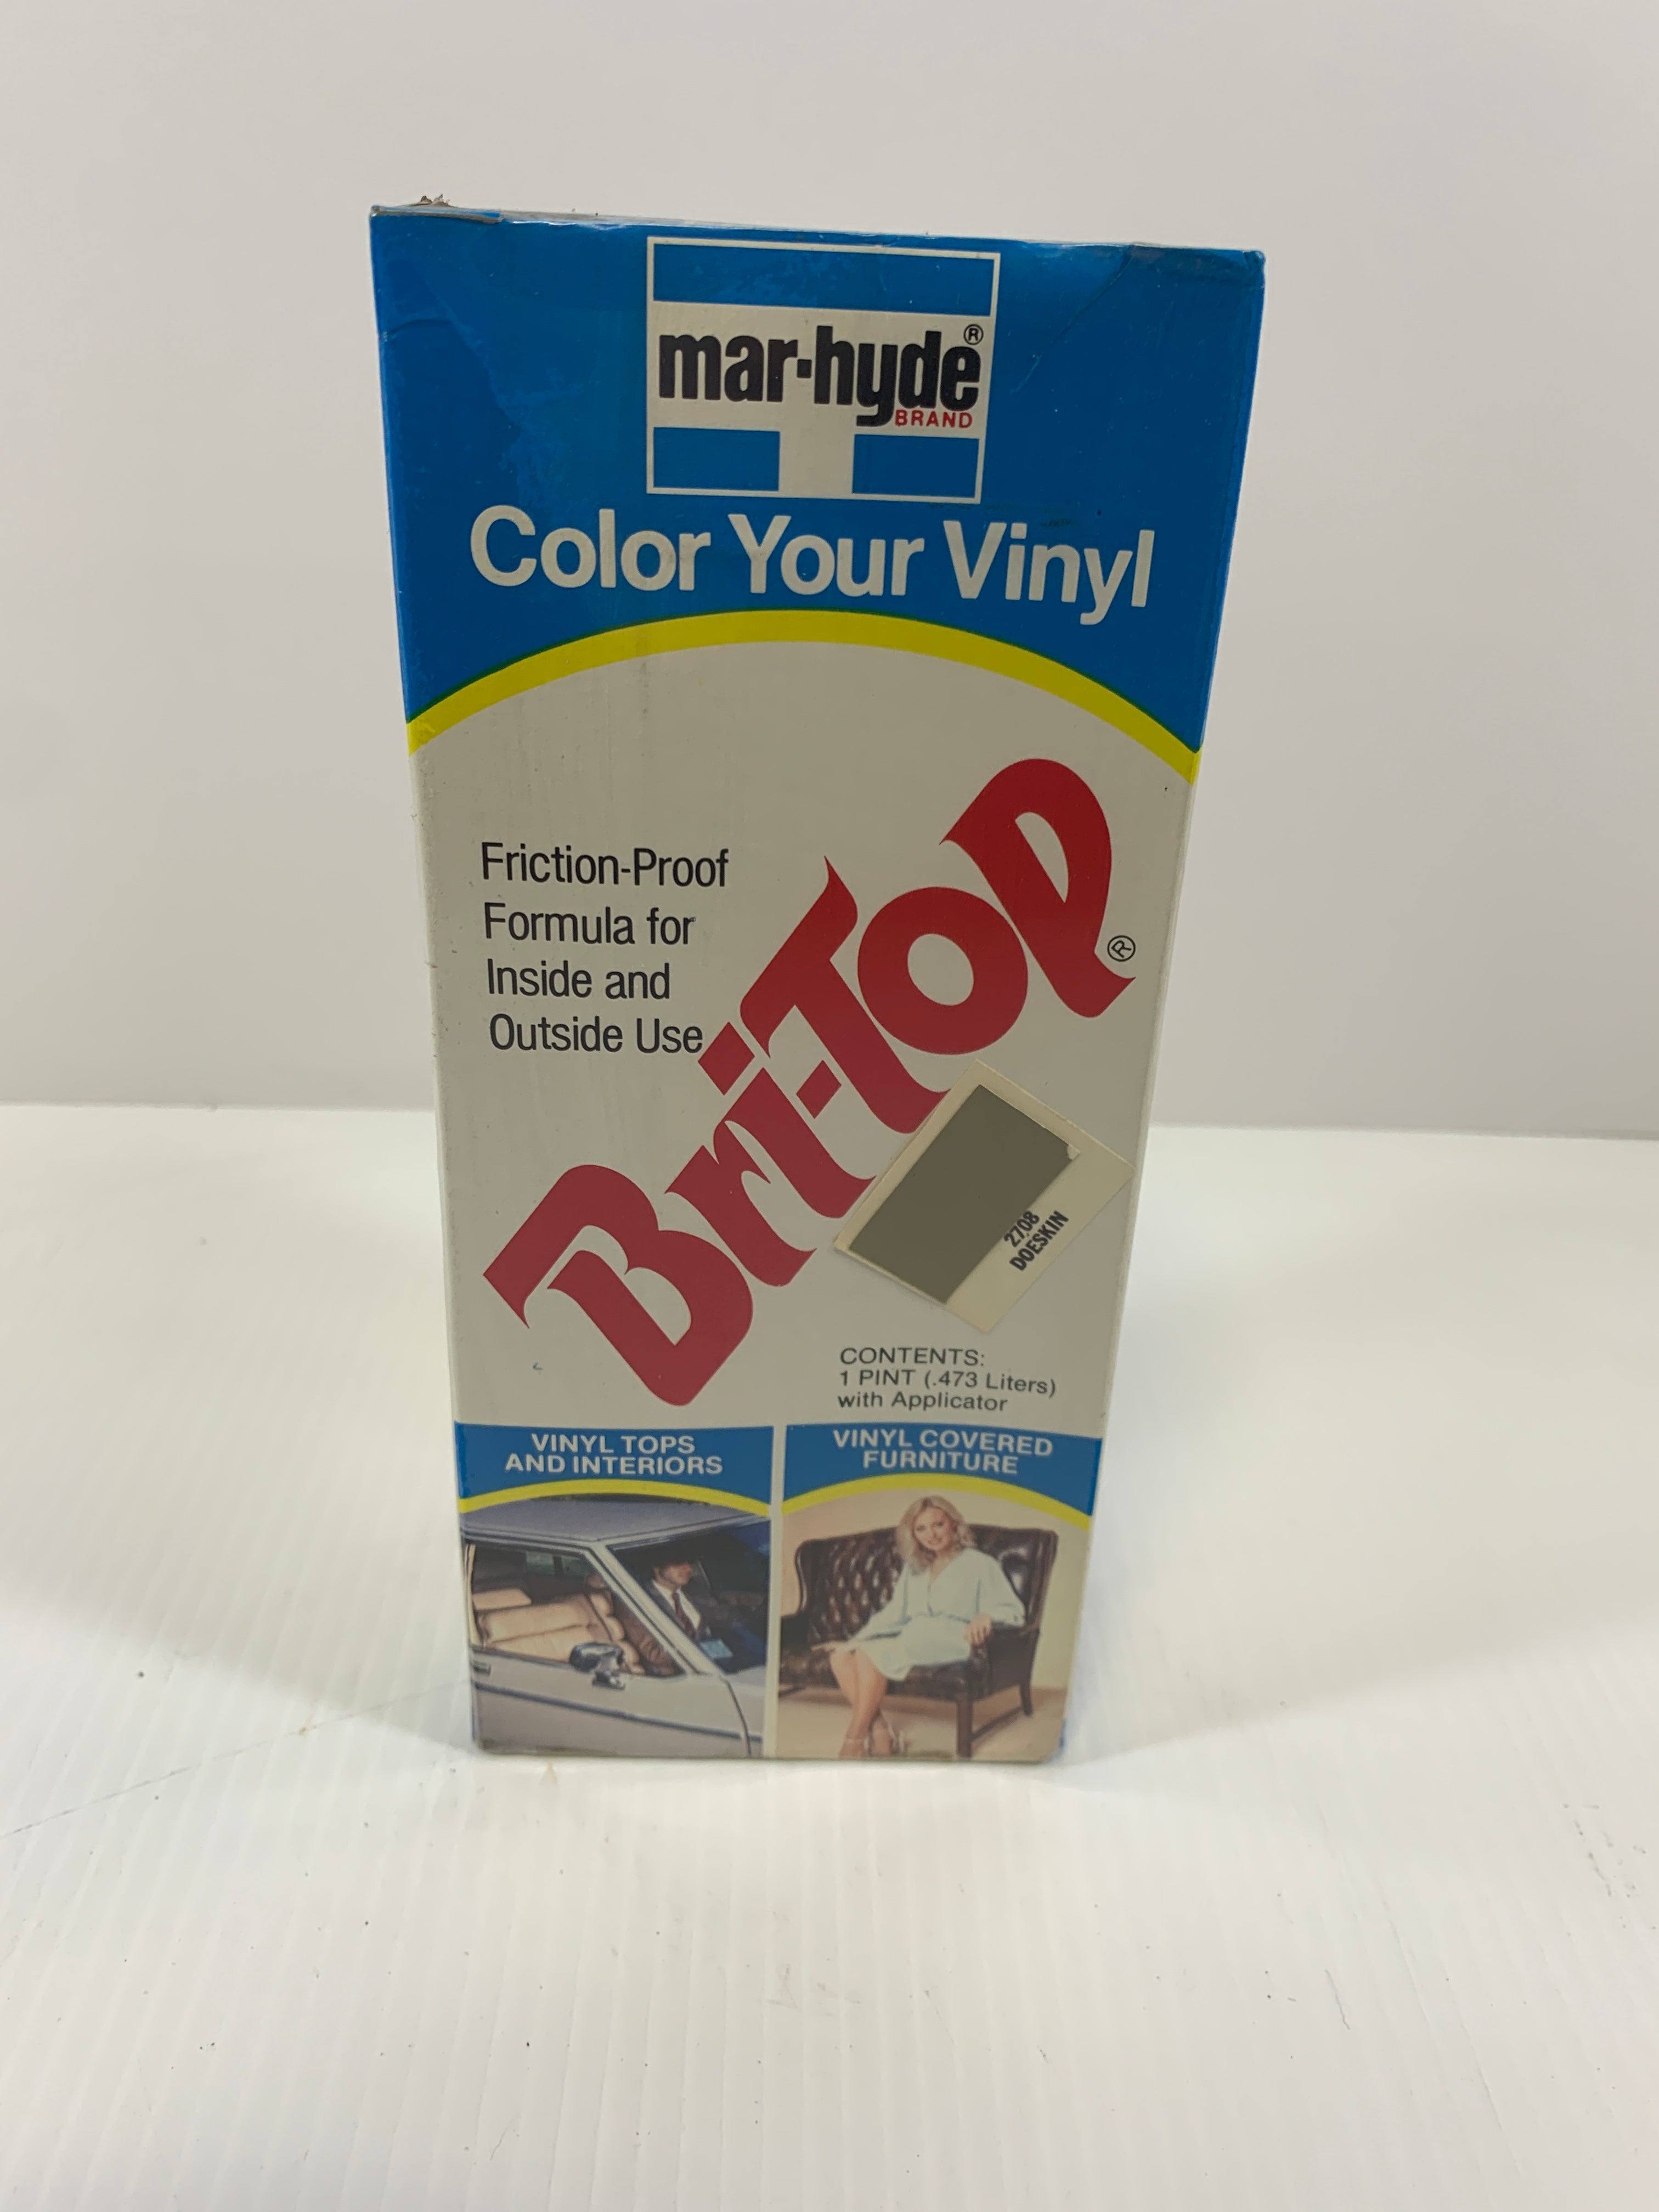 mar-hyde®
BRAND
Color Your Vinyl
Friction-Proof
Formula for
Inside and
Outside Use
Bri-Top®
2708
DOESKIN
CONTENTS:
1 PINT (.473 Liters)
with Applicator
VINYL TOPS
AND INTERIORS
VINYL COVERED
FURNITURE